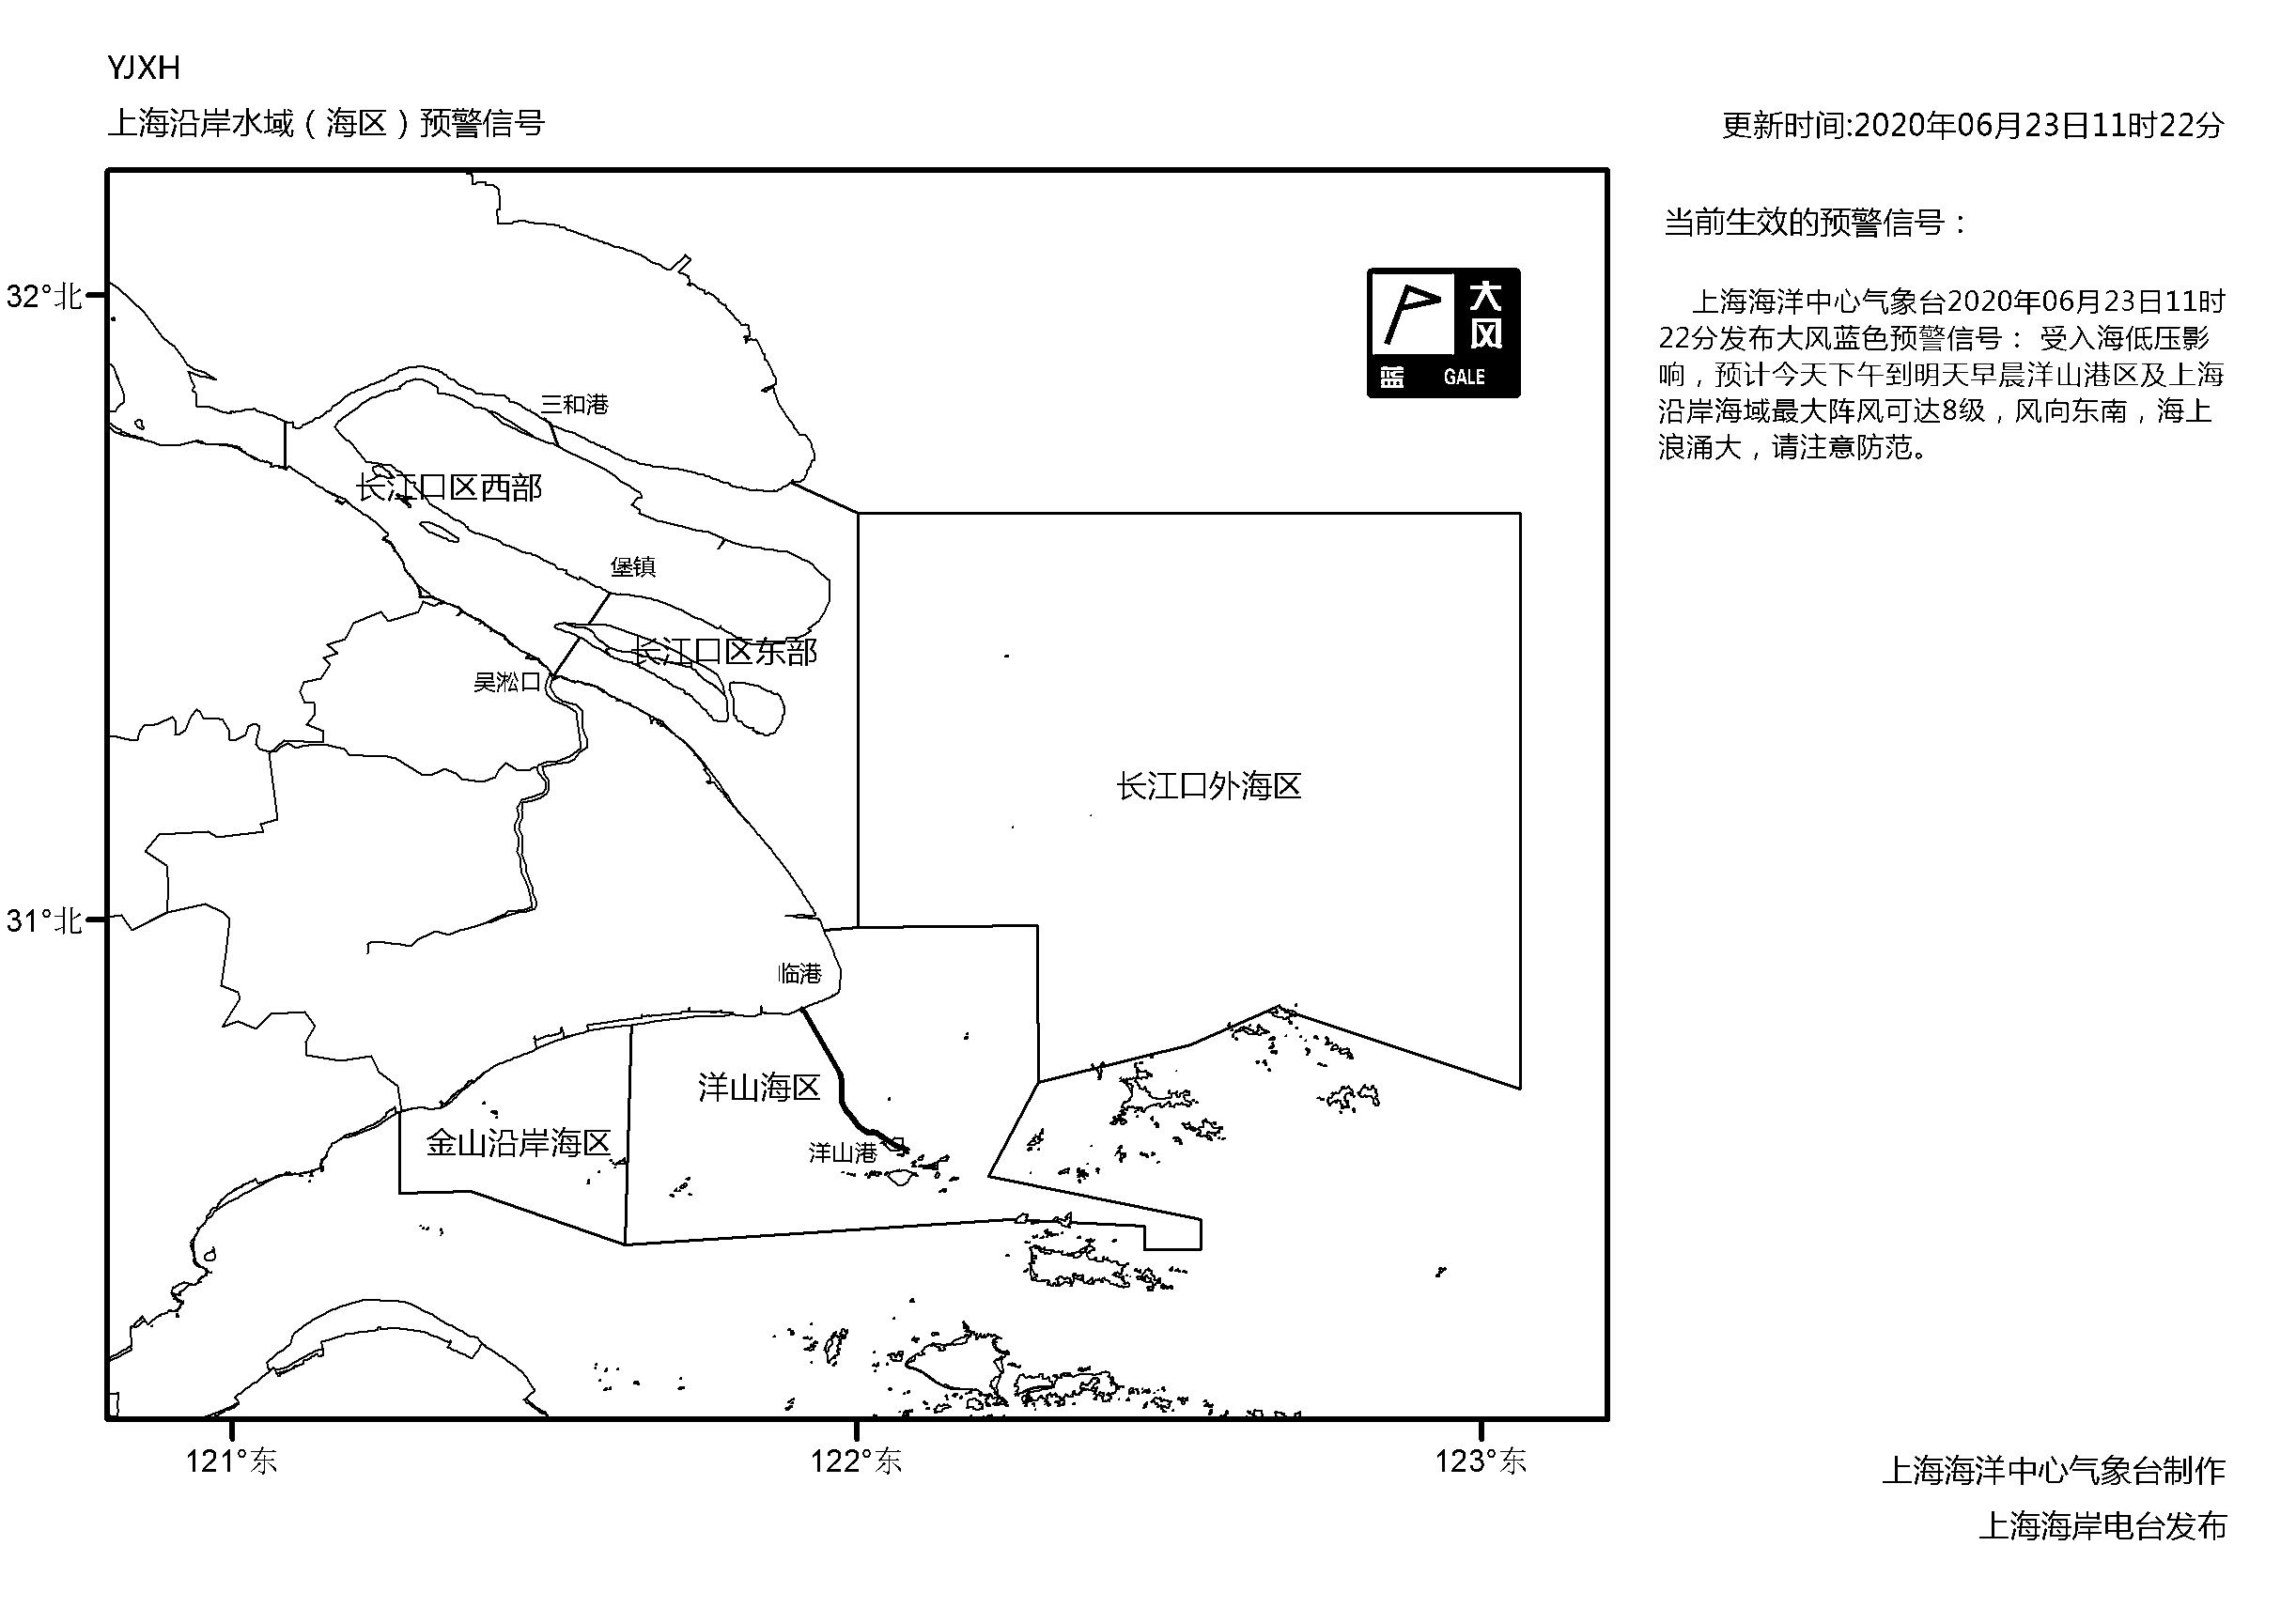 YJXH
上海沿岸水域（海区）预警信号
更新时间:2020年06月23日11时22分
当前生效的预警信号：
上海海洋中心气象台2020年06月23日11时
22分发布大风蓝色预警信号： 受入海低压影
响，预计今天下午到明天早晨洋山港区及上海
沿岸海域最大阵风可达8级，风向东南，海上
浪涌大，请注意防范。
大
风
蓝 GALE
32°北
三和港
长江口区西部
堡镇
长江口区东部
吴淞口
长江口外海区
31°北
临港
洋山海区
金山沿岸海区
洋山港
121°东
122°东
123°东
上海海洋中心气象台制作
上海海岸电台发布